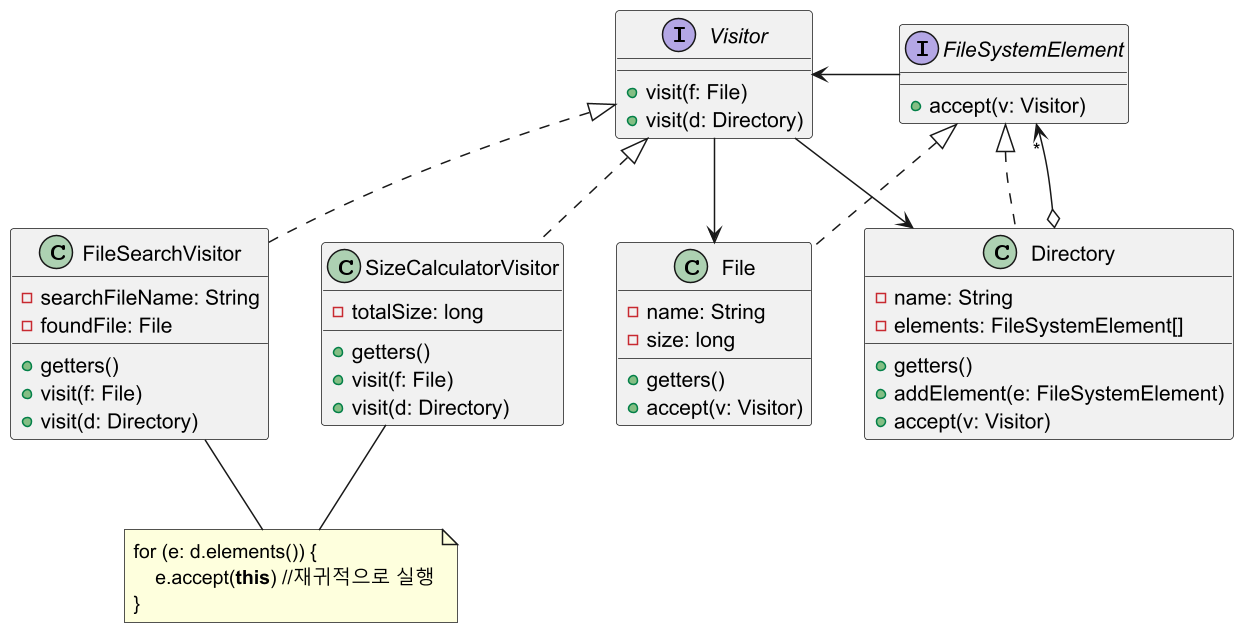 I Visitor
visit(f: File)
visit(d: Directory)
I FileSystemElement
accept(v: Visitor)
*
C FileSearchVisitor
searchFileName: String
foundFile: File
getters()
visit(f: File)
visit(d: Directory)
C SizeCalculatorVisitor
totalSize: long
getters()
visit(f: File)
visit(d: Directory)
C File
name: String
size: long
getters()
accept(v: Visitor)
C Directory
name: String
elements: FileSystemElement[]
getters()
addElement(e: FileSystemElement)
accept(v: Visitor)
for (e: d.elements()) {
e.accept(this) //재귀적으로 실행
}